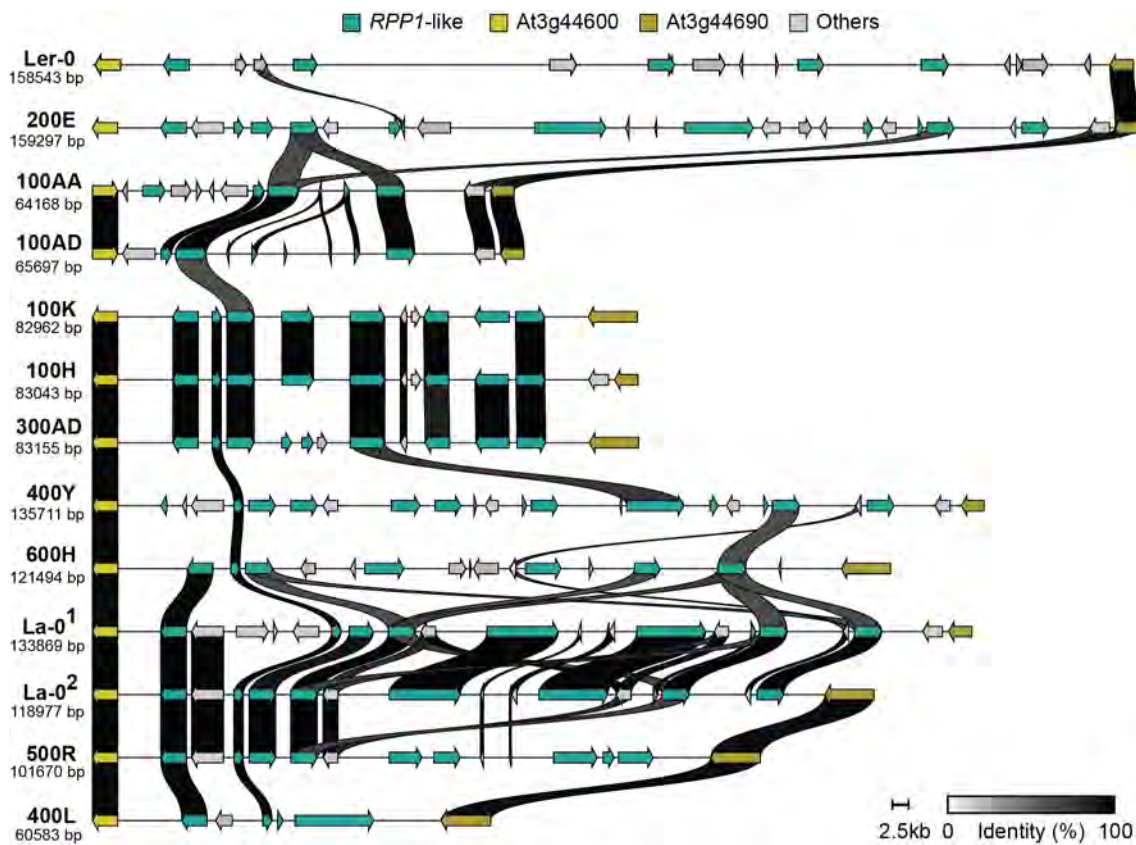 RPP1-like At3g44600 At3g44690 Others
Ler-0
158543 bp
200E
159297 bp
100AA
64168 bp
100AD
65697 bp
100K
82962 bp
100H
83043 bp
300AD
83155 bp
400Y
135711 bp
600H
121494 bp
La-0¹
133869 bp
La-0²
118977 bp
500R
101670 bp
400L
60583 bp
2.5kb 0 Identity (%) 100